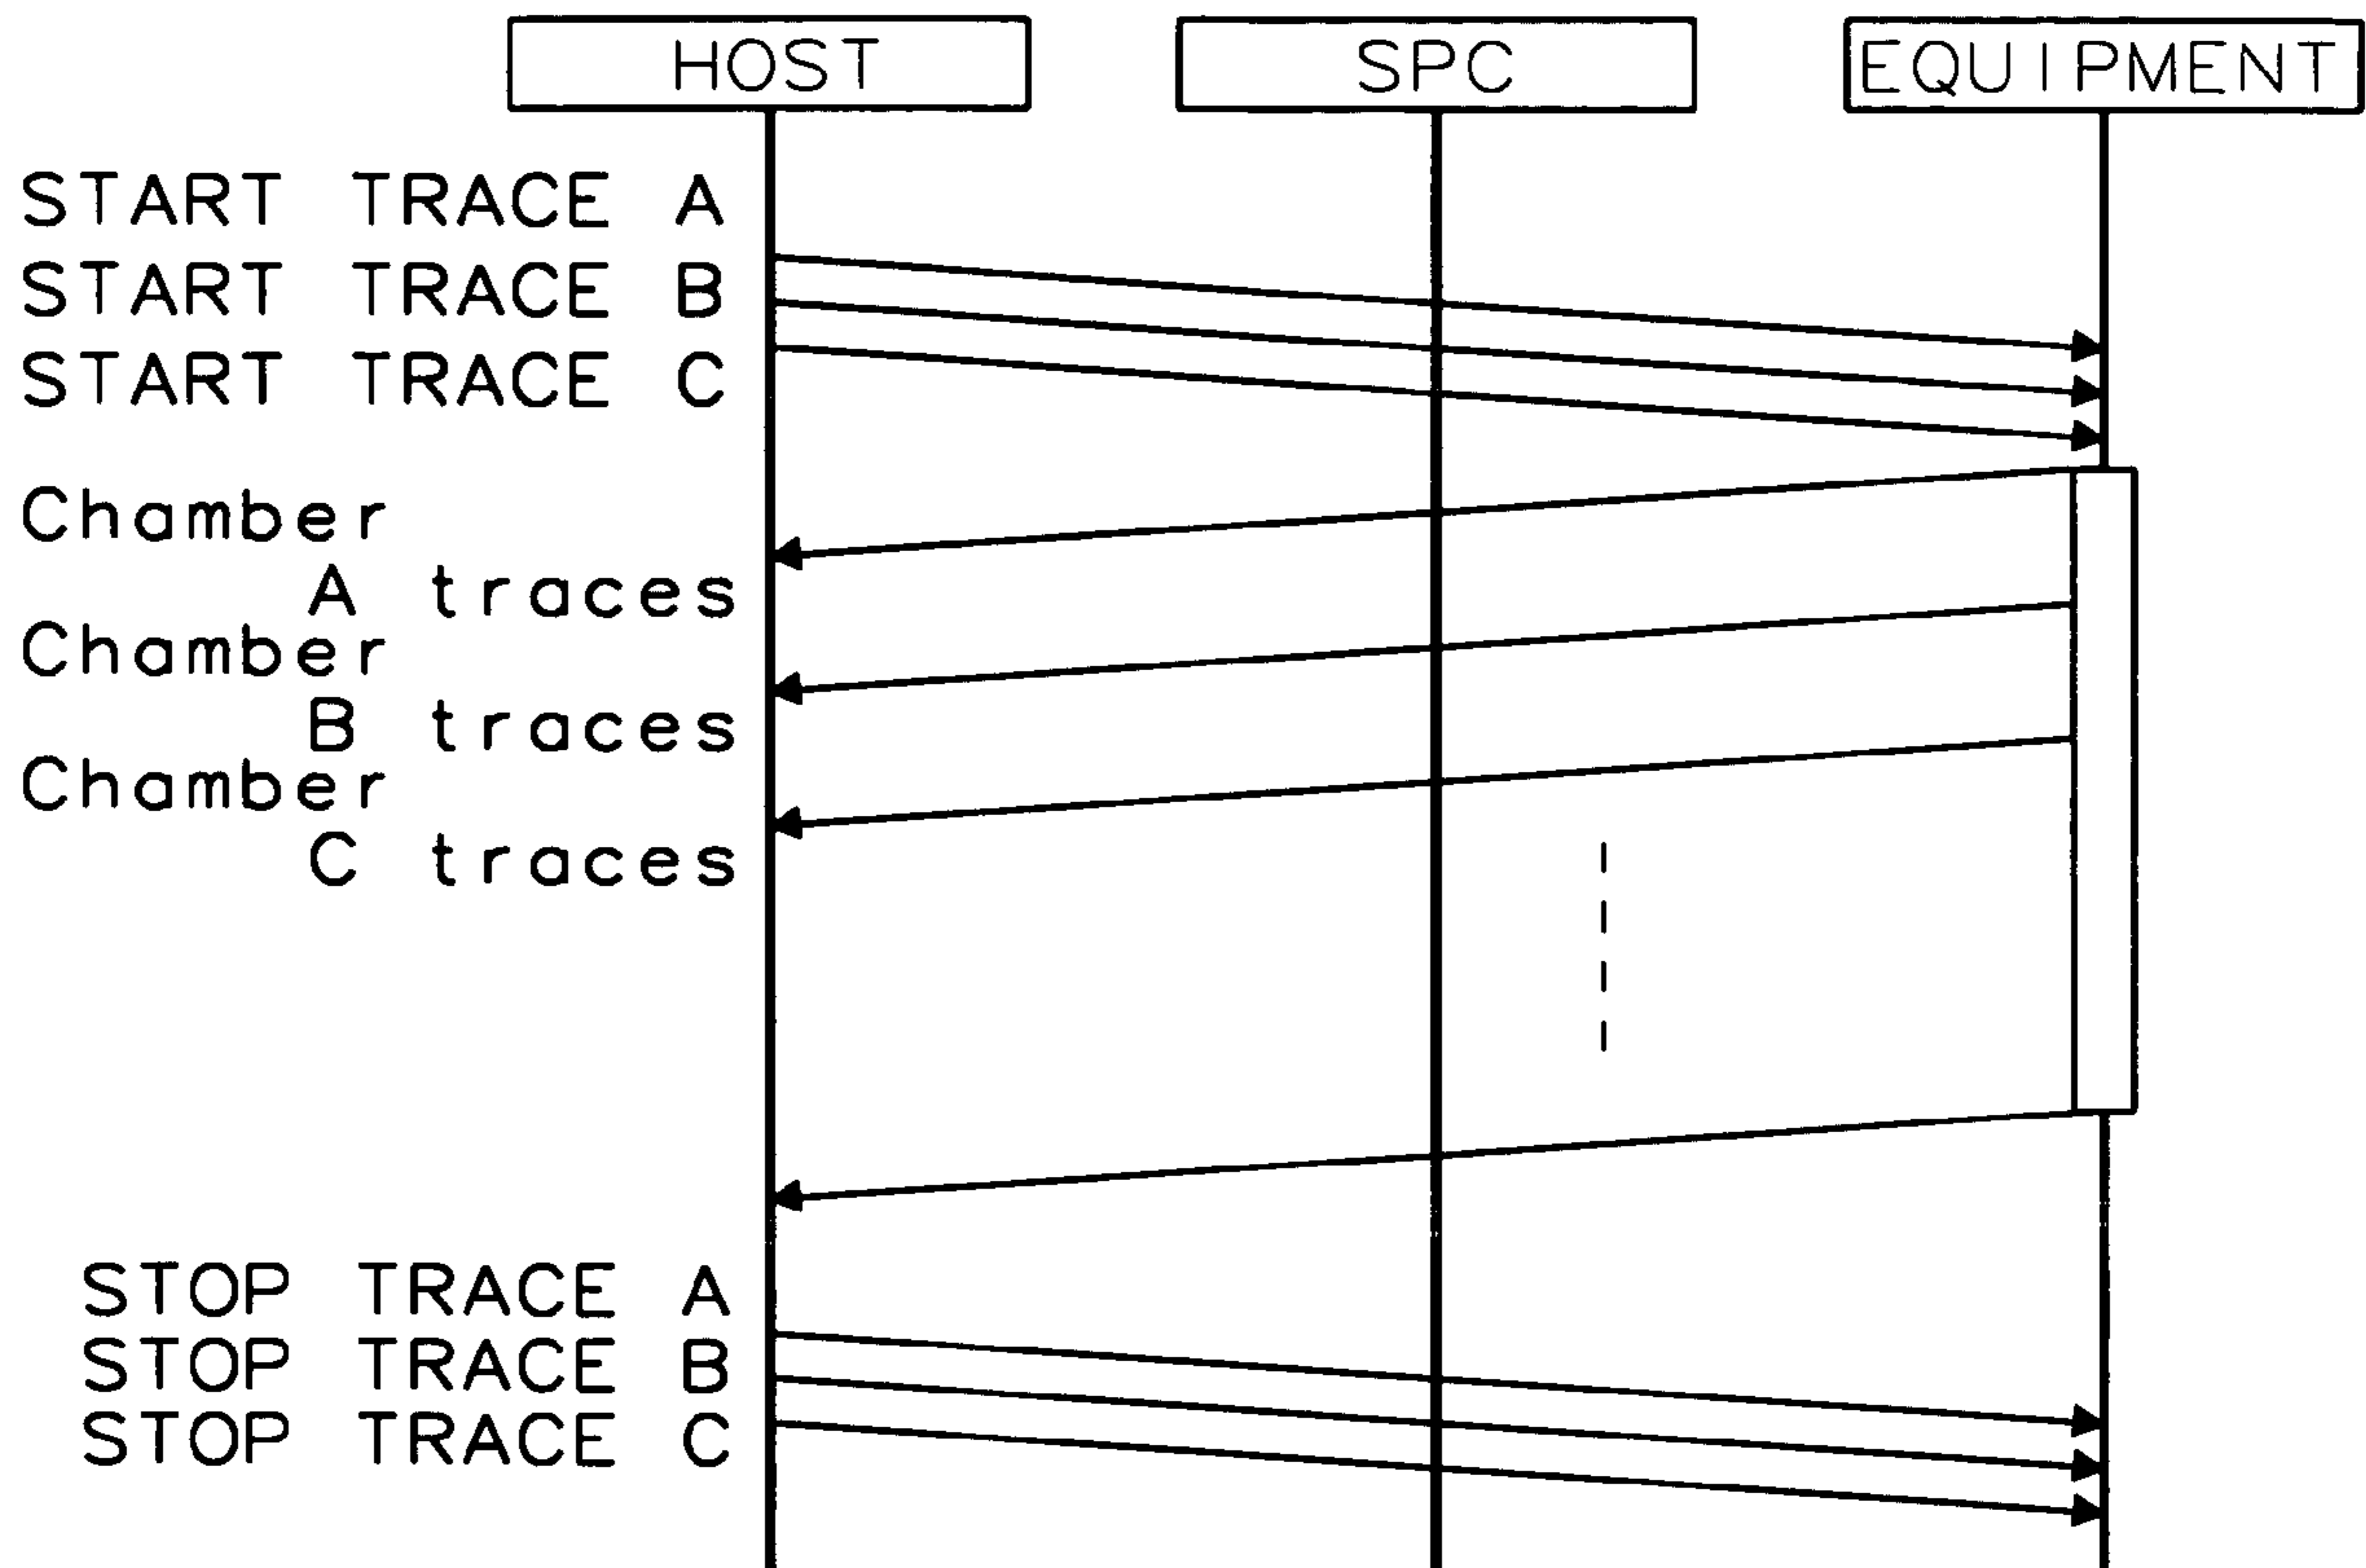 HOST
SPC
EQUIPMENT
START TRACE A
START TRACE B
START TRACE C
Chamber
A traces
Chamber
B traces
Chamber
C traces
STOP TRACE A
STOP TRACE B
STOP TRACE C